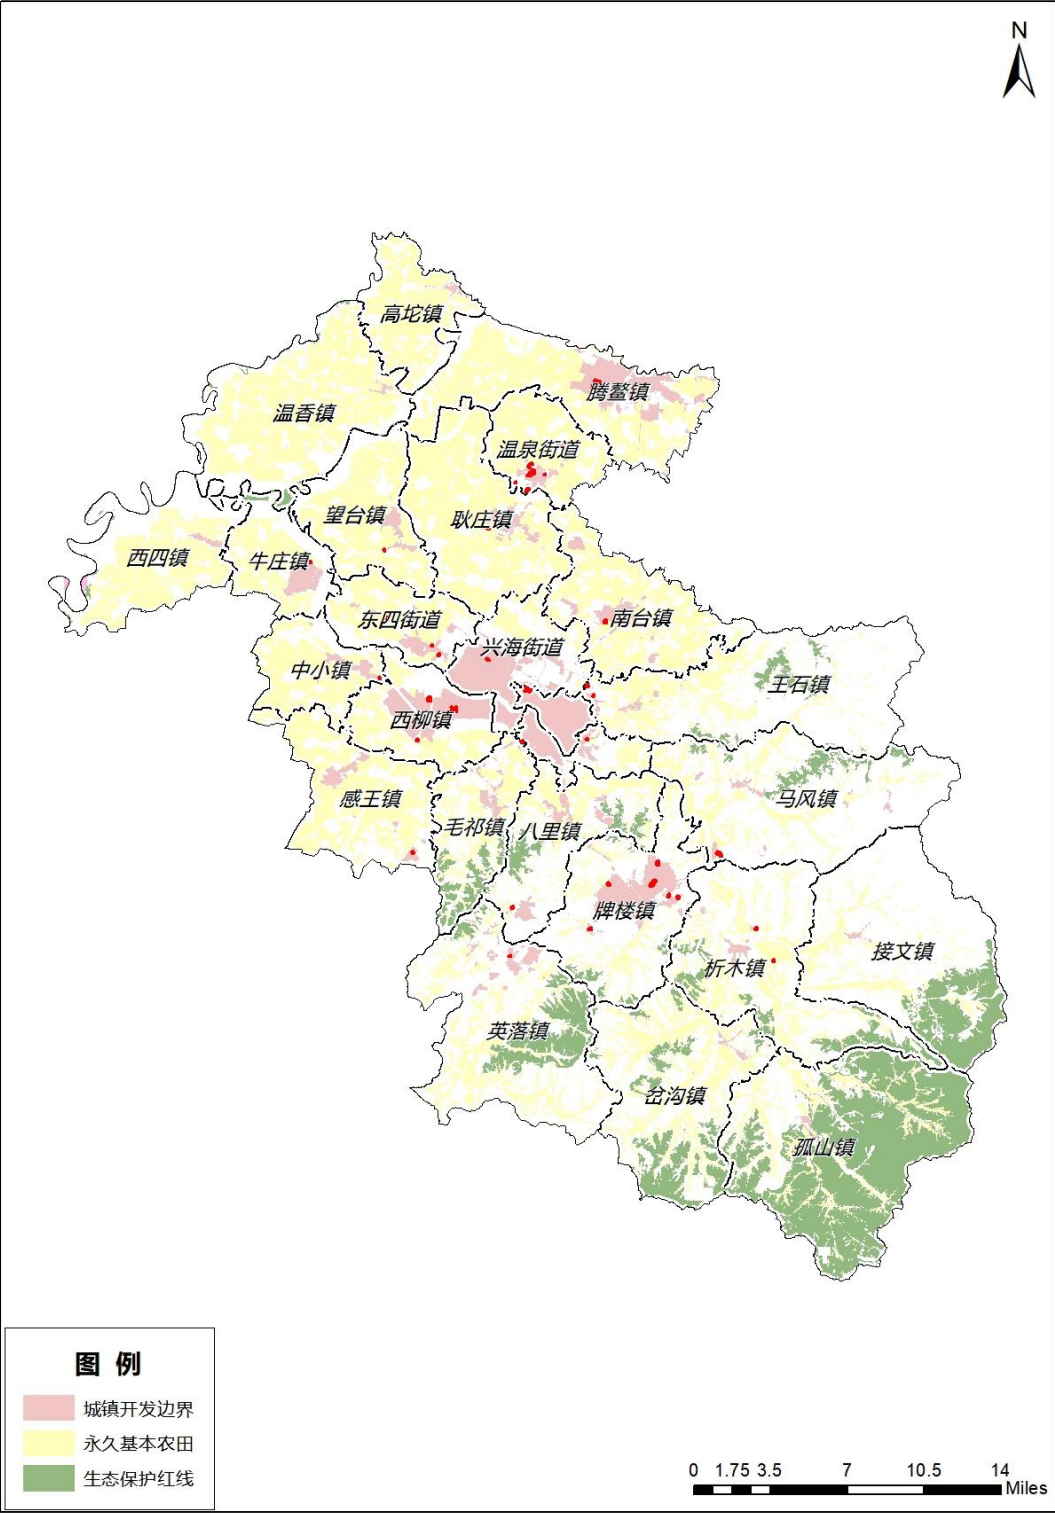 N
高坨镇
腾鳌镇
温香镇
温泉街道
望台镇
耿庄镇
西四镇
牛庄镇
东四街道
南台镇
兴海街道
中小镇
王石镇
西柳镇
感王镇
马风镇
毛祁镇
八里镇
牌楼镇
接文镇
析木镇
英落镇
岔沟镇
孤山镇
图 例
城镇开发边界
永久基本农田
生态保护红线
0 1.75 3.5 7 10.5 14
Miles